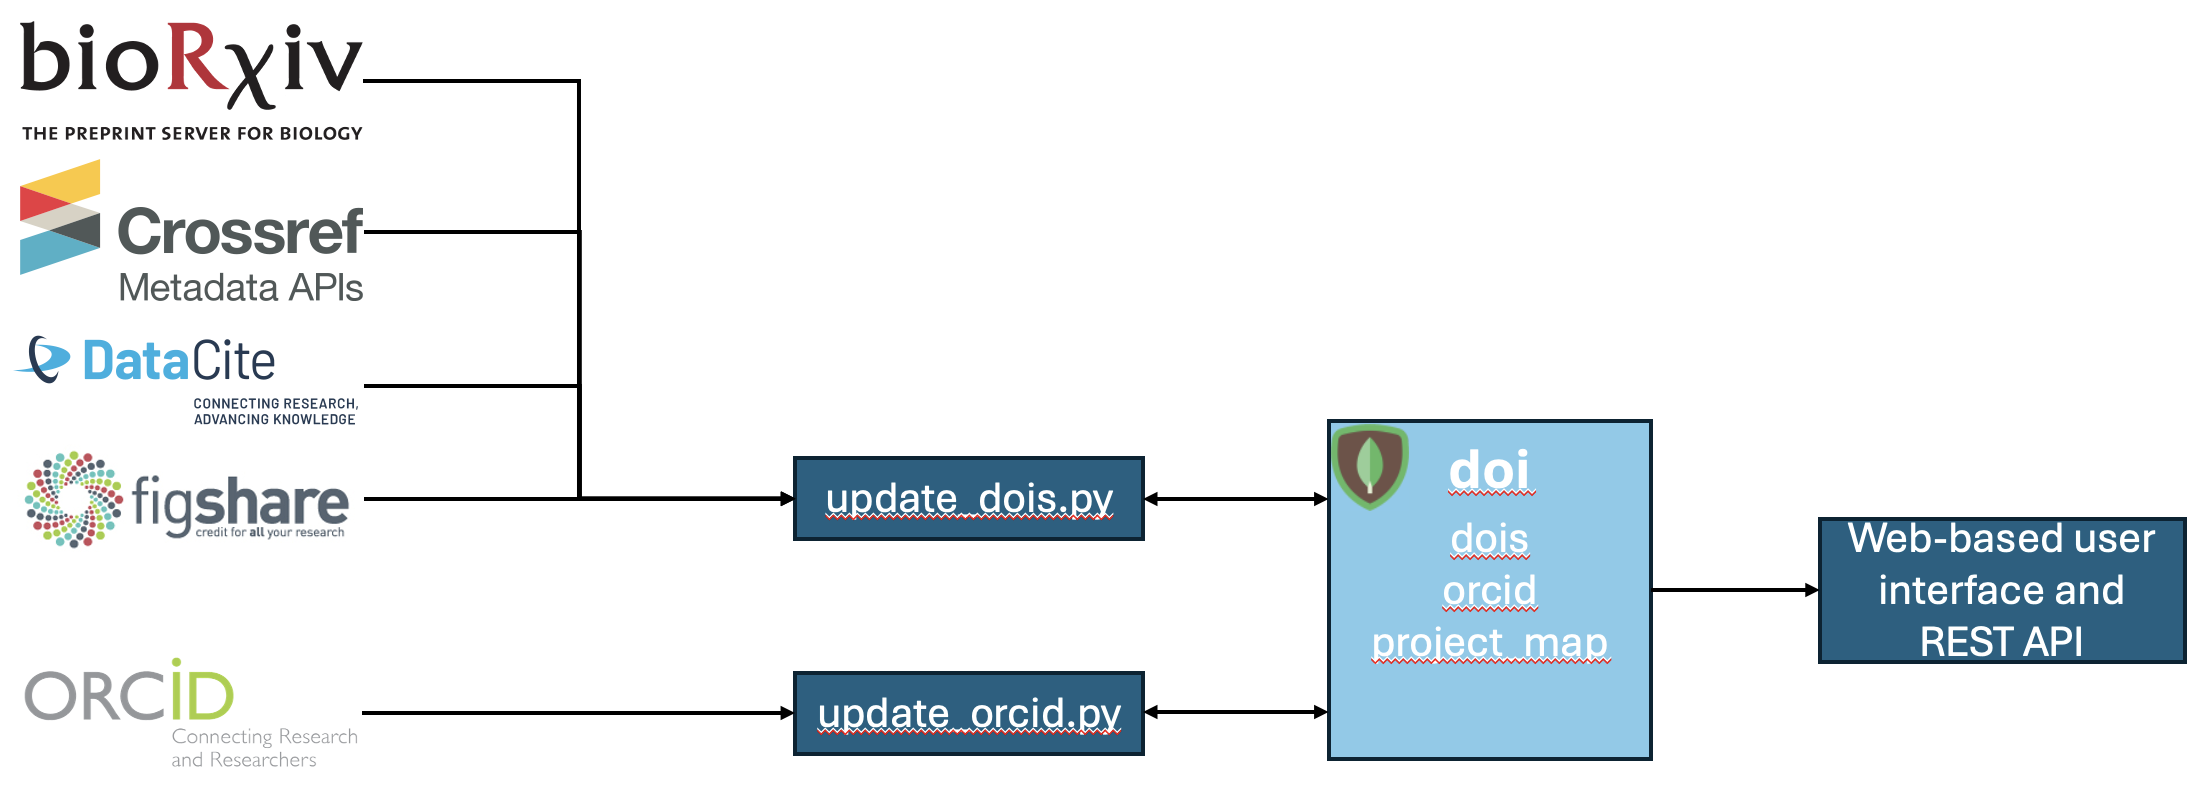 bioRχiv
THE PREPRINT SERVER FOR BIOLOGY
Crossref
Metadata APIs
DataCite
CONNECTING RESEARCH,
ADVANCING KNOWLEDGE
figshare
credit for all your research
ORCiD
Connecting Research
and Researchers
update_dois.py
update_orcid.py
doi
dois
orcid
project_map
Web-based user
interface and
REST API